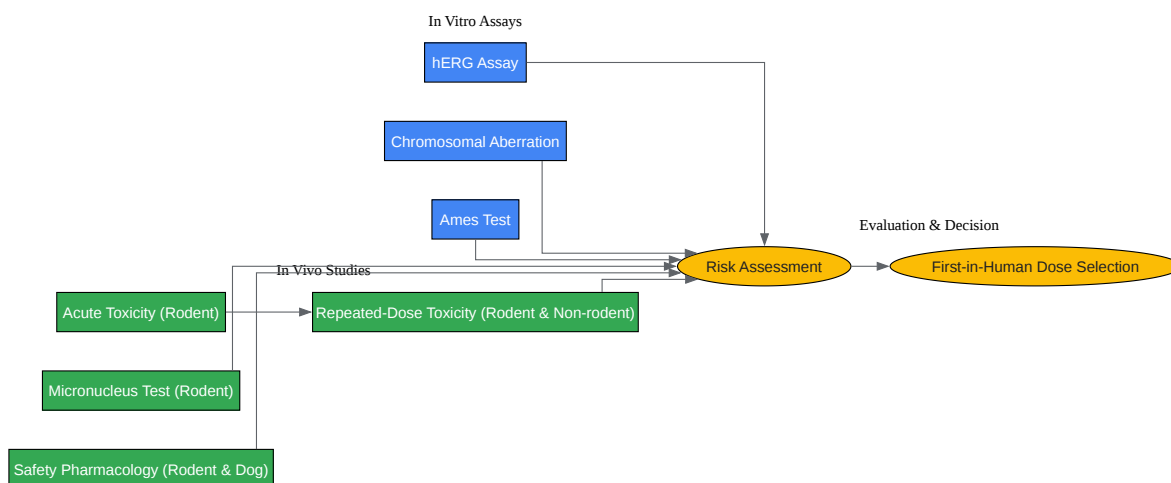 In Vitro Assays
hERG Assay
Chromosomal Aberration
Ames Test
Evaluation & Decision
Risk Assessment
First-in-Human Dose Selection
In Vivo Studies
Acute Toxicity (Rodent)
Repeated-Dose Toxicity (Rodent & Non-rodent)
Micronucleus Test (Rodent)
Safety Pharmacology (Rodent & Dog)